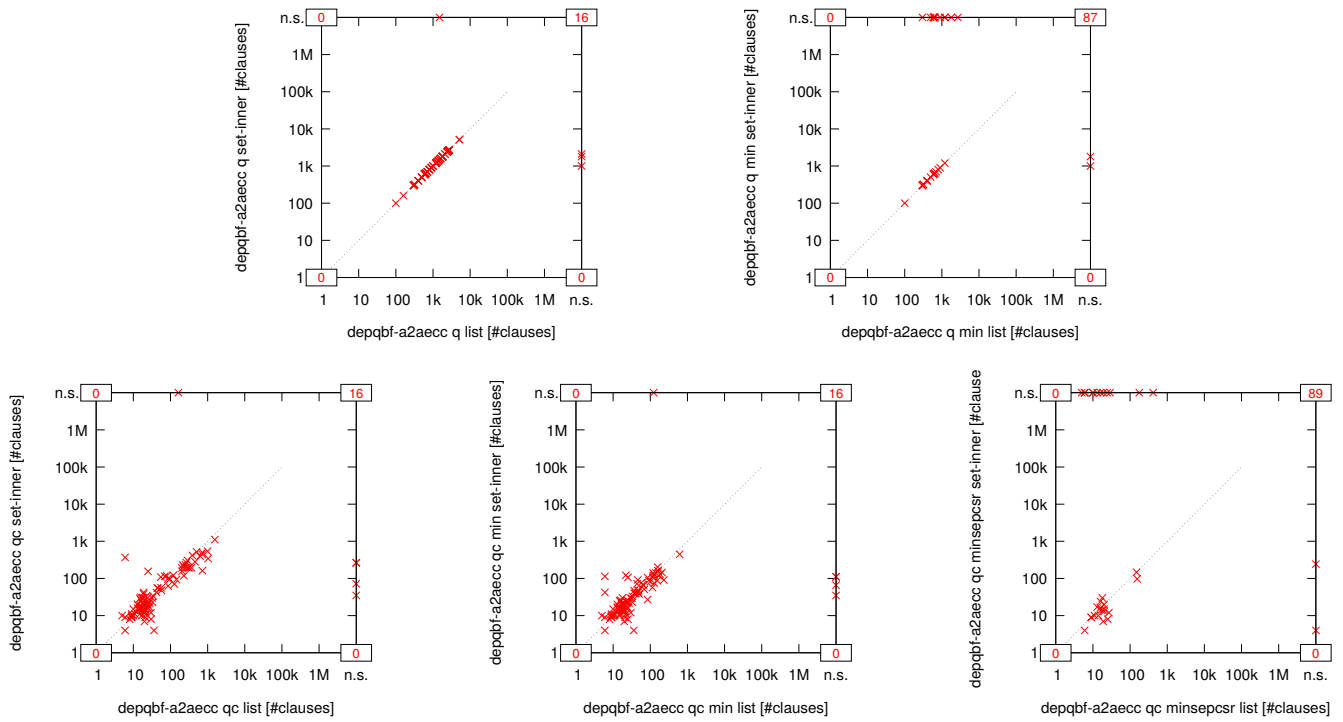 n.s.
0
16
1M
100k
10k
1k
100
10
1
0
0
1 10 100 1k 10k 100k 1M n.s.
depqbf-a2aecc q set-inner [#clauses]
depqbf-a2aecc q list [#clauses]
n.s.
0
87
1M
100k
10k
1k
100
10
1
0
0
1 10 100 1k 10k 100k 1M n.s.
depqbf-a2aecc q min set-inner [#clauses]
depqbf-a2aecc q min list [#clauses]
n.s.
0
16
1M
100k
10k
1k
100
10
1
0
0
1 10 100 1k 10k 100k 1M n.s.
depqbf-a2aecc qc set-inner [#clauses]
depqbf-a2aecc qc list [#clauses]
n.s.
0
16
1M
100k
10k
1k
100
10
1
0
0
1 10 100 1k 10k 100k 1M n.s.
depqbf-a2aecc qc min set-inner [#clauses]
depqbf-a2aecc qc min list [#clauses]
n.s.
0
89
1M
100k
10k
1k
100
10
1
0
0
1 10 100 1k 10k 100k 1M n.s.
depqbf-a2aecc qc minsepcsr set-inner [#clause
depqbf-a2aecc qc minsepcsr list [#clauses]